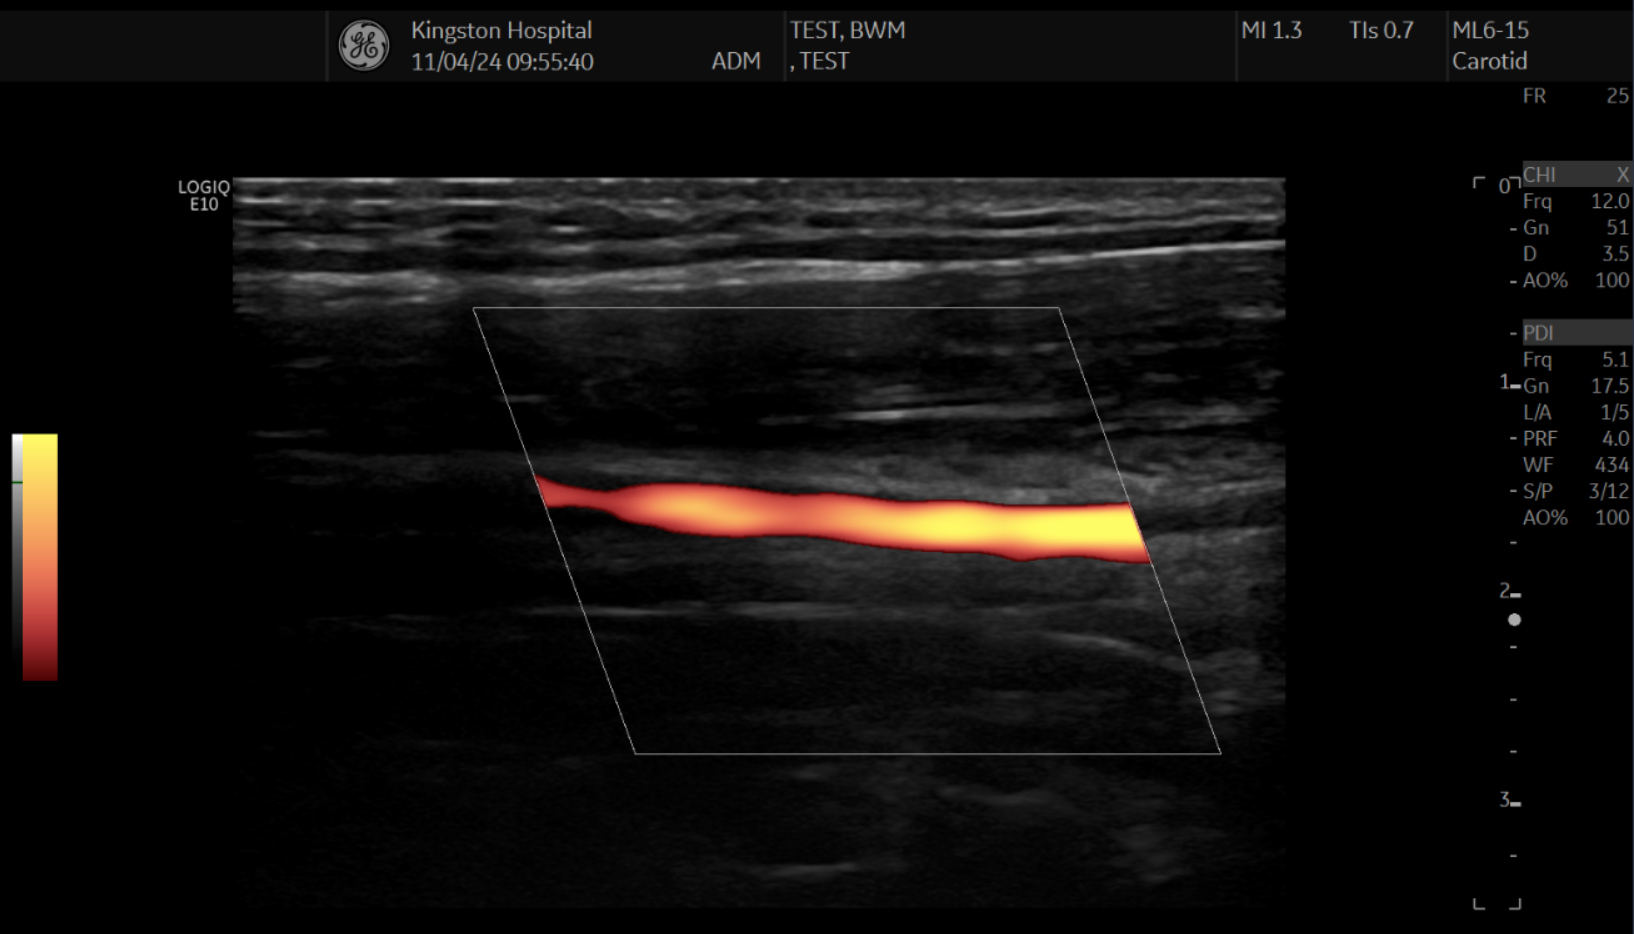 Kingston Hospital
11/04/24 09:55:40 ADM
TEST, BWM
, TEST
MI 1.3 TIs 0.7
ML6-15
Carotid
FR 25
LOGIQ
E10
CHI X
Frq 12.0
Gn 51
D 3.5
AO% 100
PDI
Frq 5.1
Gn 17.5
L/A 1/5
PRF 4.0
WF 434
S/P 3/12
AO% 100
0
1
2
3